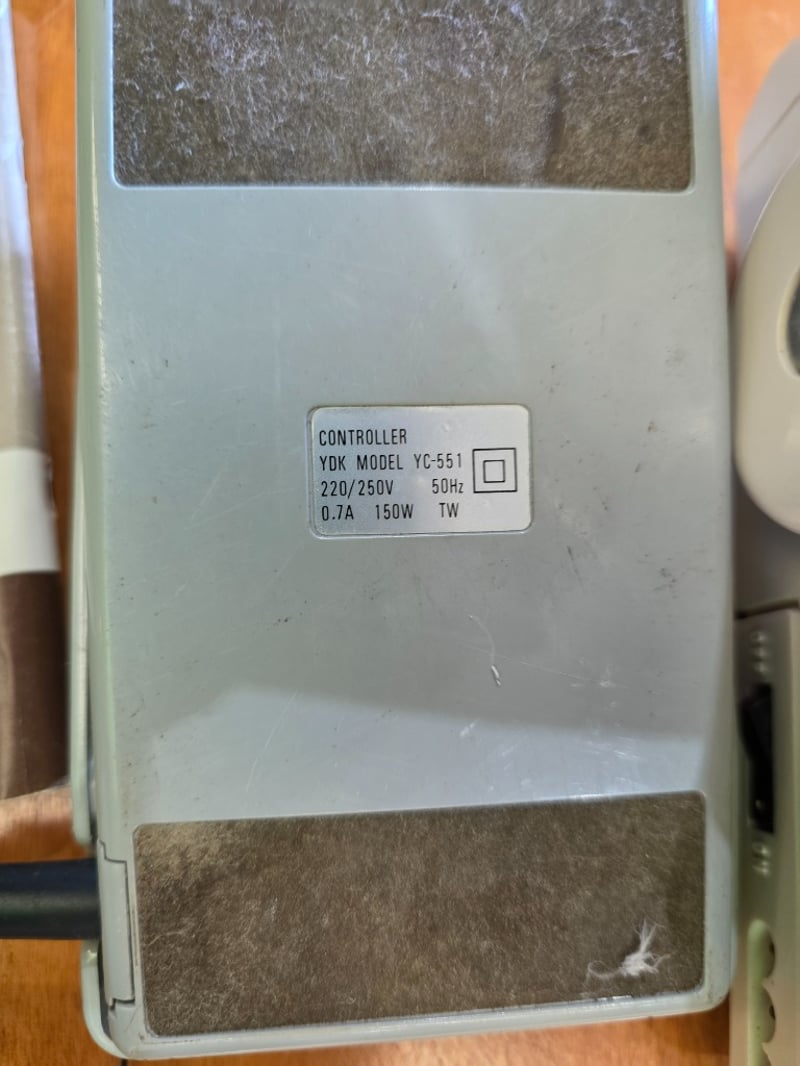 CONTROLLER
YDK MODEL YC-551
220/250V 50Hz
0.7A 150W TW